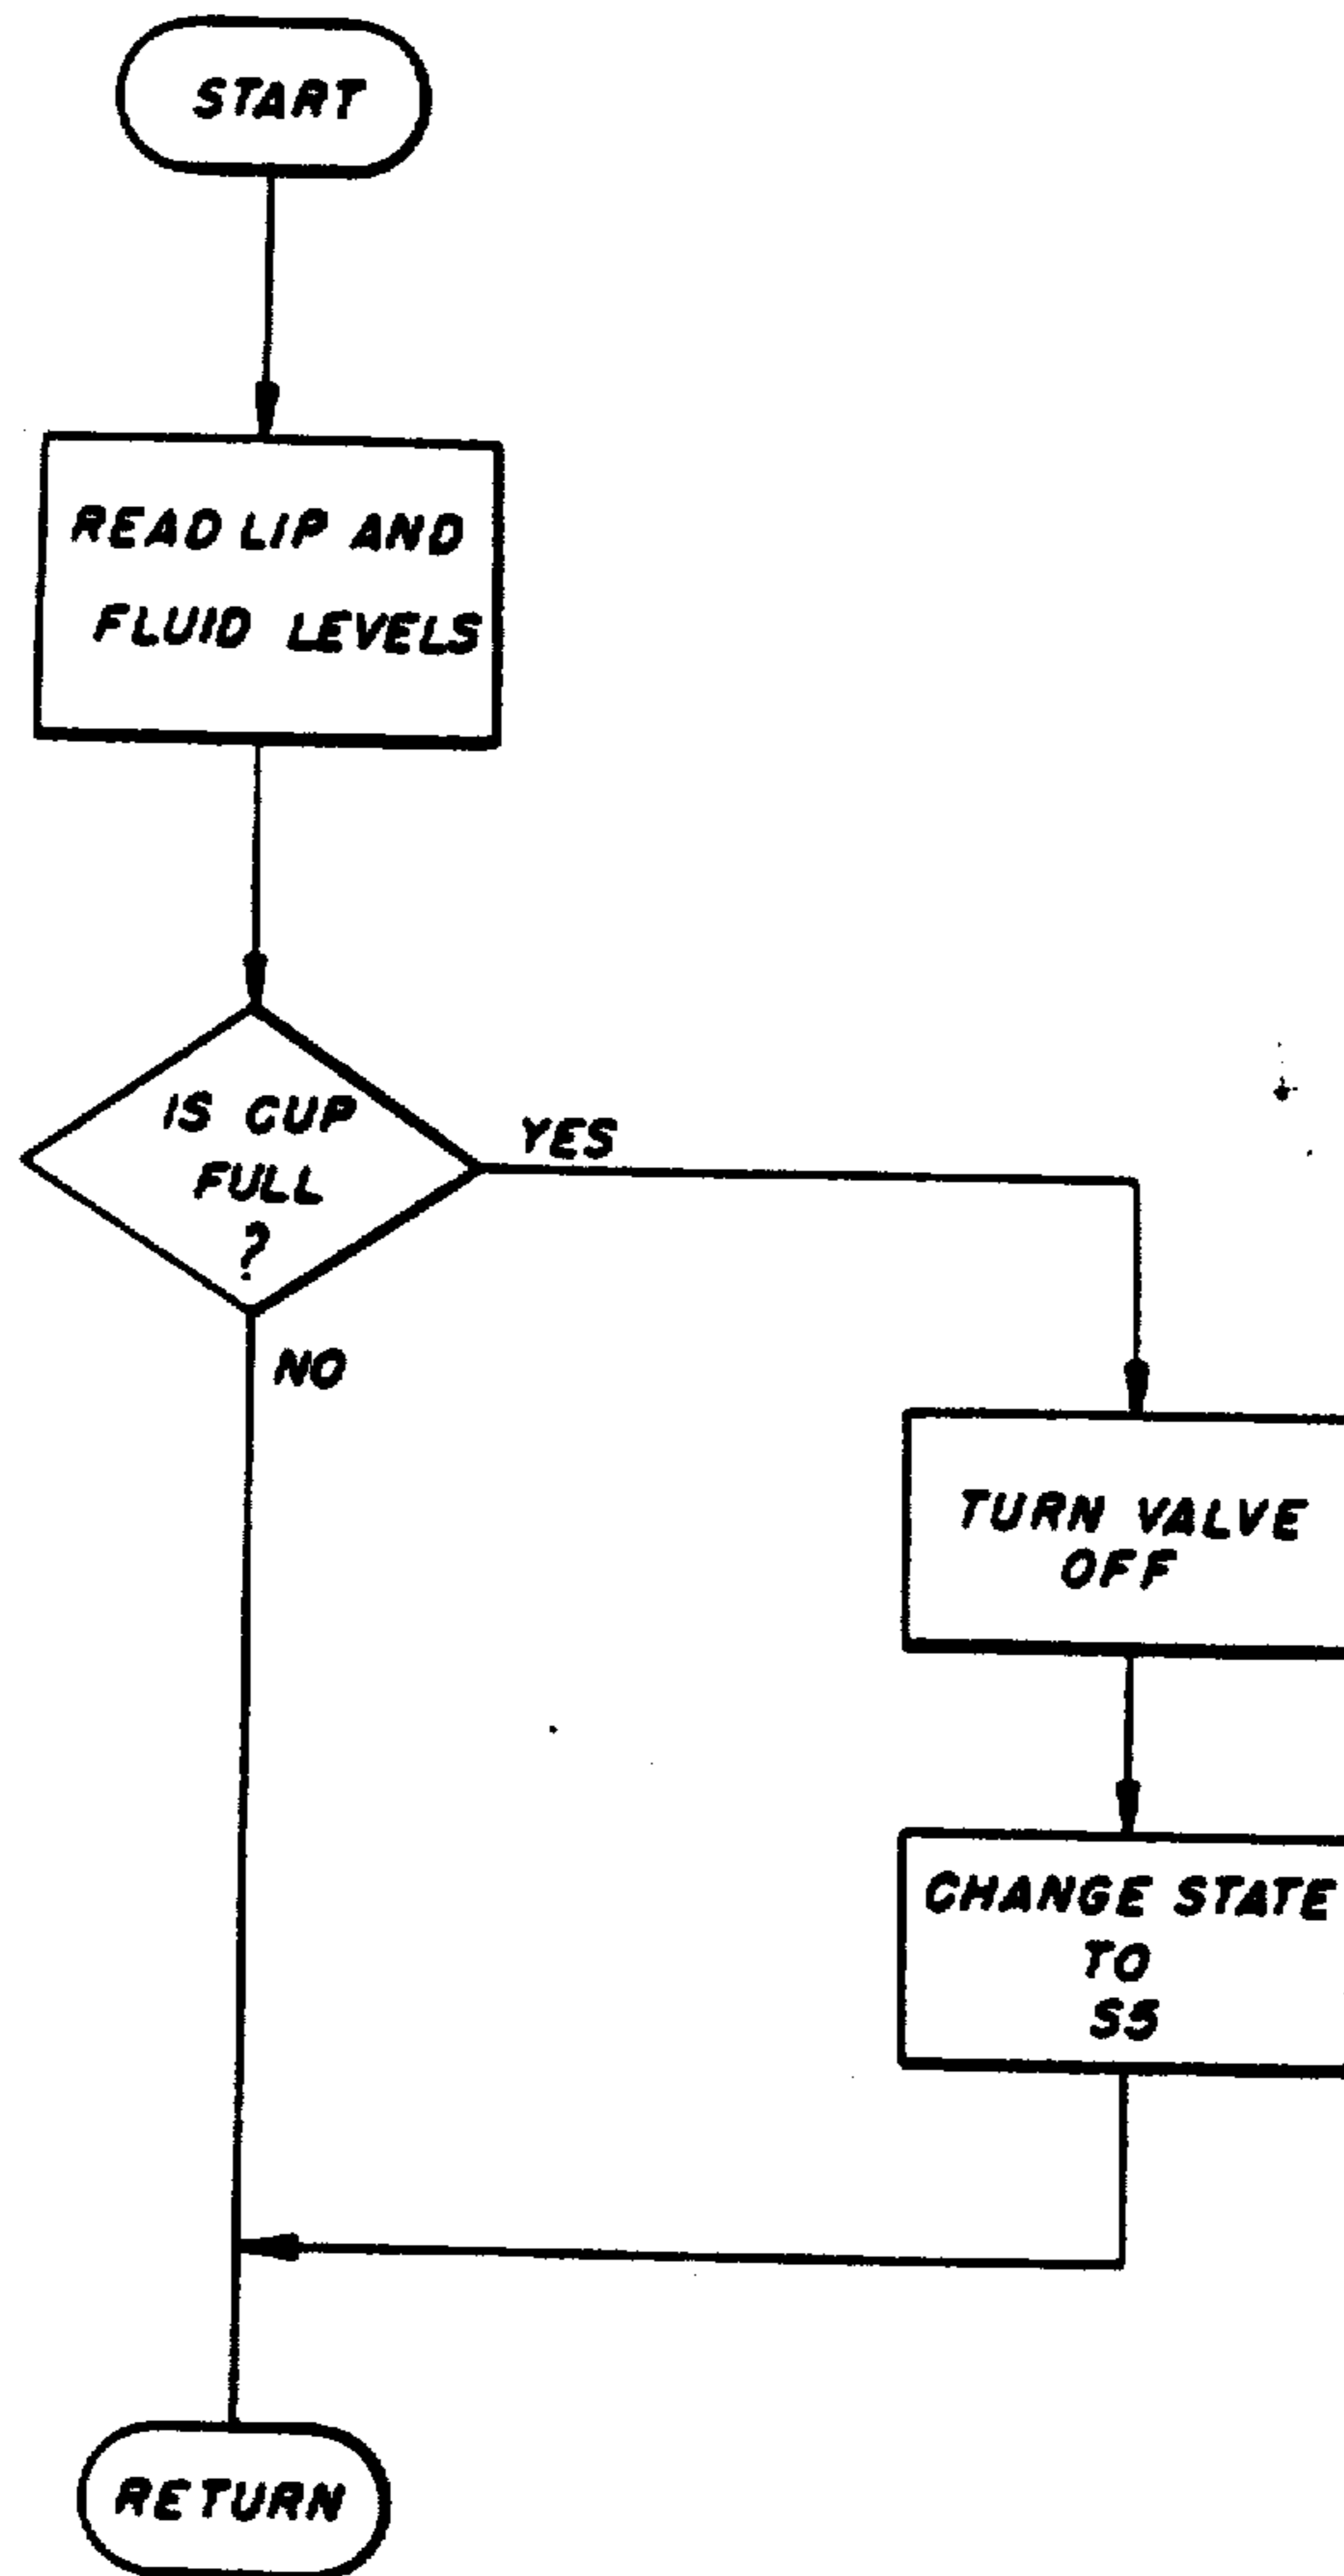 START
READ LIP AND
FLUID LEVELS
IS CUP
FULL
?
YES
NO
TURN VALVE
OFF
CHANGE STATE
TO
S5
RETURN